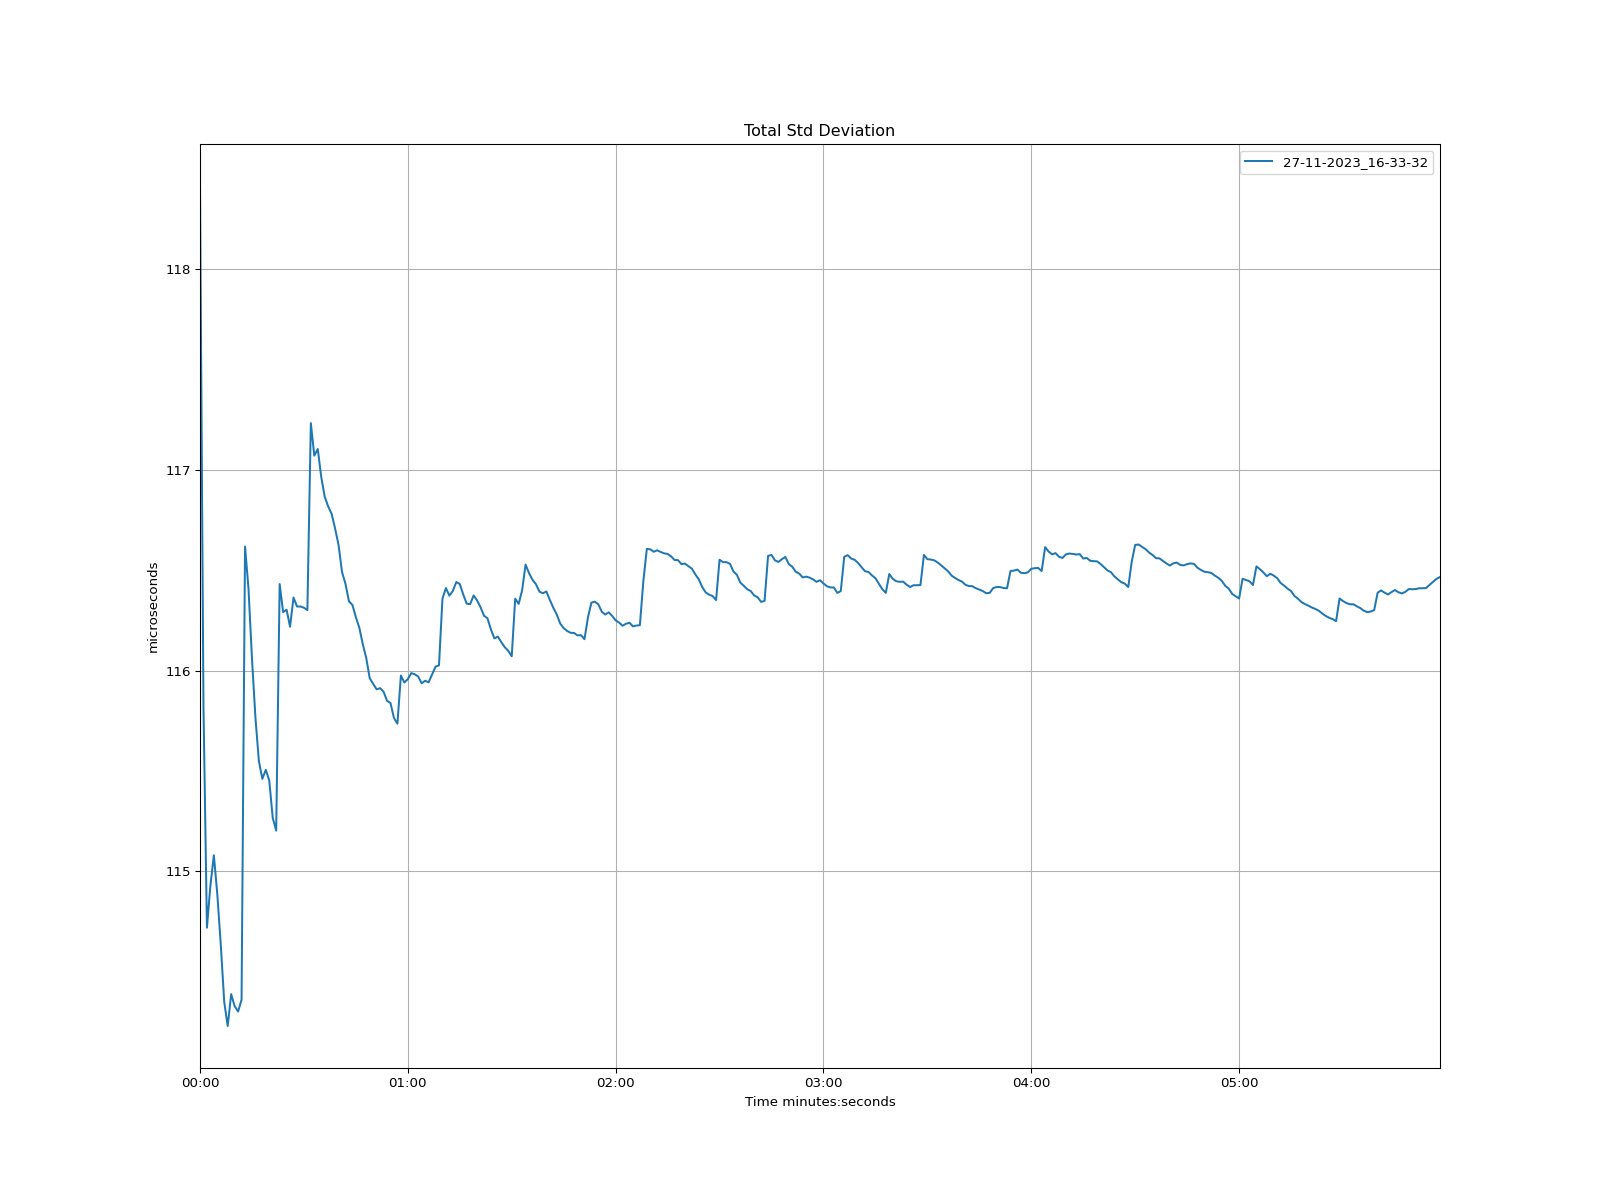 Total Std Deviation
27-11-2023_16-33-32
118
117
116
115
microseconds
00:00 01:00 02:00 03:00 04:00 05:00
Time minutes:seconds